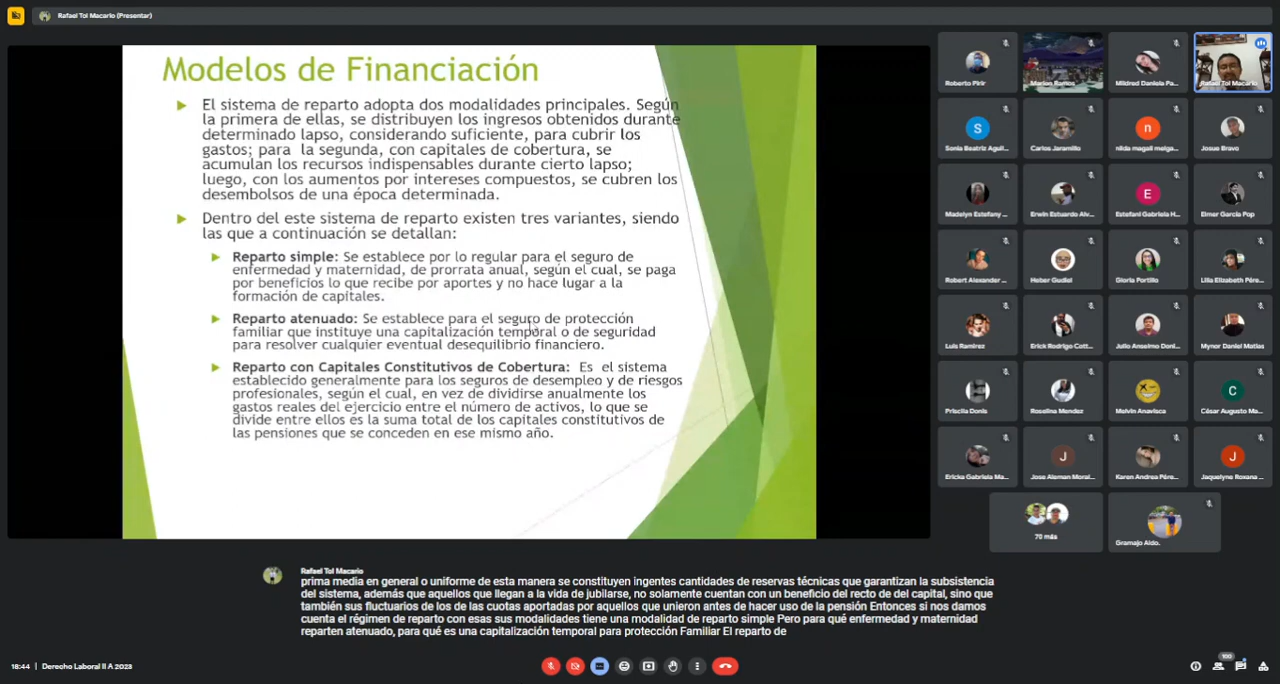 Rafael Tol Macario (Presentar)
Modelos de Financiación
El sistema de reparto adopta dos modalidades principales. Según
la primera de ellas, se distribuyen los ingresos obtenidos durante
determinado lapso, considerando suficiente, para cubrir los
gastos; para la segunda, con capitales de cobertura, se
acumulan los recursos indispensables durante cierto lapso;
luego, con los aumentos por intereses compuestos, se cubren los
desembolsos de una época determinada.
Dentro del este sistema de reparto existen tres variantes, siendo
las que a continuación se detallan:
Reparto simple: Se establece por lo regular para el seguro de
enfermedad y maternidad, de prorrata anual, según el cual, se paga
por beneficios lo que recibe por aportes y no hace lugar a la
formación de capitales.
Reparto atenuado: Se establece para el seguro de protección
familiar que instituye una capitalización temporal o de seguridad
para resolver cualquier eventual desequilibrio financiero.
Reparto con Capitales Constitutivos de Cobertura: Es el sistema
establecido generalmente para los seguros de desempleo y de riesgos
profesionales, según el cual, en vez de dividirse anualmente los
gastos reales del ejercicio entre el número de activos, lo que se
divide entre ellos es la suma total de los capitales constitutivos de
las pensiones que se conceden en ese mismo año.
Roberto Pirir
Marlon Ramos
Mildred Daniela Pa...
Rafael Tol Macario
S
Sonia Beatriz Aguil...
Carlos Jaramillo
n
nilda magali melga...
Josue Bravo
Madelyn Estefany ...
Erwin Estuardo Alv...
E
Estefani Gabriela H...
Elmer García Pop
Robert Alexander ...
Heber Gudiel
Gloria Portillo
Lilia Elizabeth Pére...
Luis Ramirez
Erick Rodrigo Cott...
Julio Anselmo Doni...
Mynor Daniel Matias
Priscila Donis
Roselina Mendez
Melvin Anavisca
C
César Augusto Ma...
Ericka Gabriela Ma...
J
Jose Aleman Moral...
Karen Andrea Pére...
J
Jaquelyne Roxana ...
70 más
Gramajo Aldo.
Rafael Tol Macario
prima media en general o uniforme de esta manera se constituyen ingentes cantidades de reservas técnicas que garantizan la subsistencia
del sistema, además que aquellos que llegan a la vida de jubilarse, no solamente cuentan con un beneficio del recto de del capital, sino que
también sus fluctuarios de los de las cuotas aportadas por aquellos que unieron antes de hacer uso de la pensión Entonces si nos damos
cuenta el régimen de reparto con esas sus modalidades tiene una modalidad de reparto simple Pero para qué enfermedad y maternidad
reparten atenuado, para qué es una capitalización temporal para protección Familiar El reparto de
18:44 | Derecho Laboral II A 2023
100